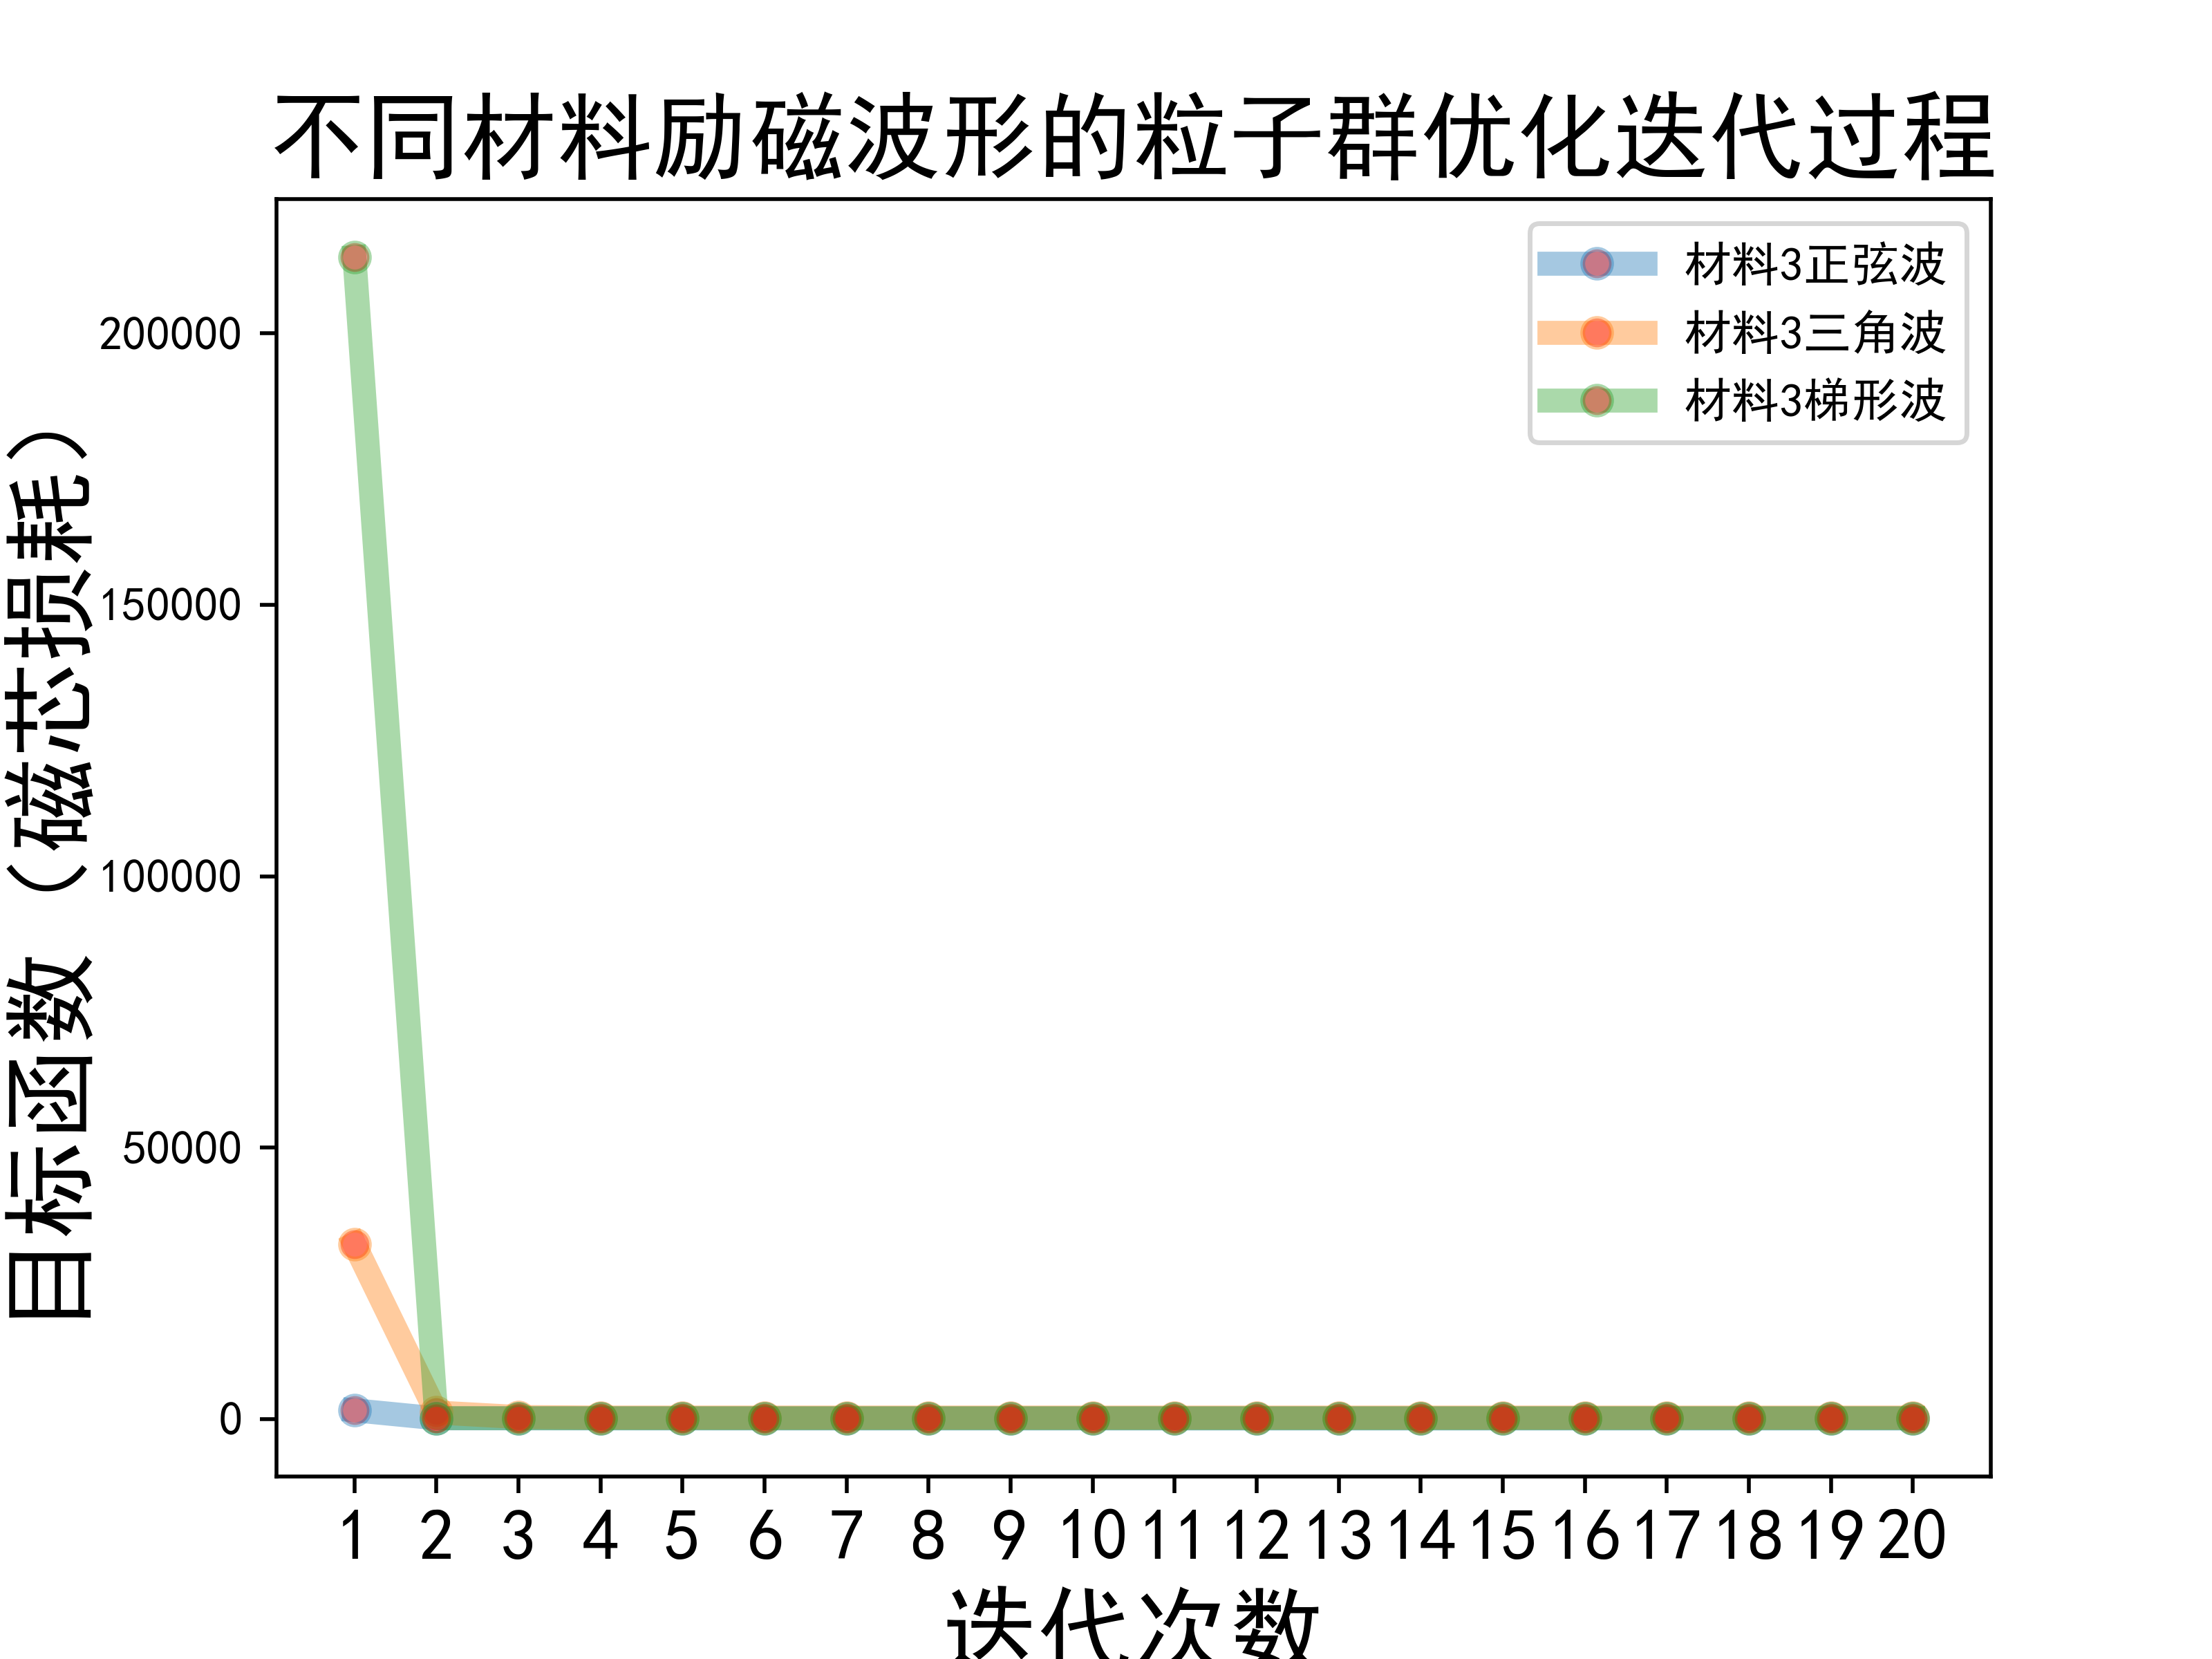 不同材料励磁波形的粒子群优化迭代过程
材料3正弦波
材料3三角波
材料3梯形波
目标函数（磁芯损耗）
200000
150000
100000
50000
0
1 2 3 4 5 6 7 8 9 10 11 12 13 14 15 16 17 18 19 20
迭代次数